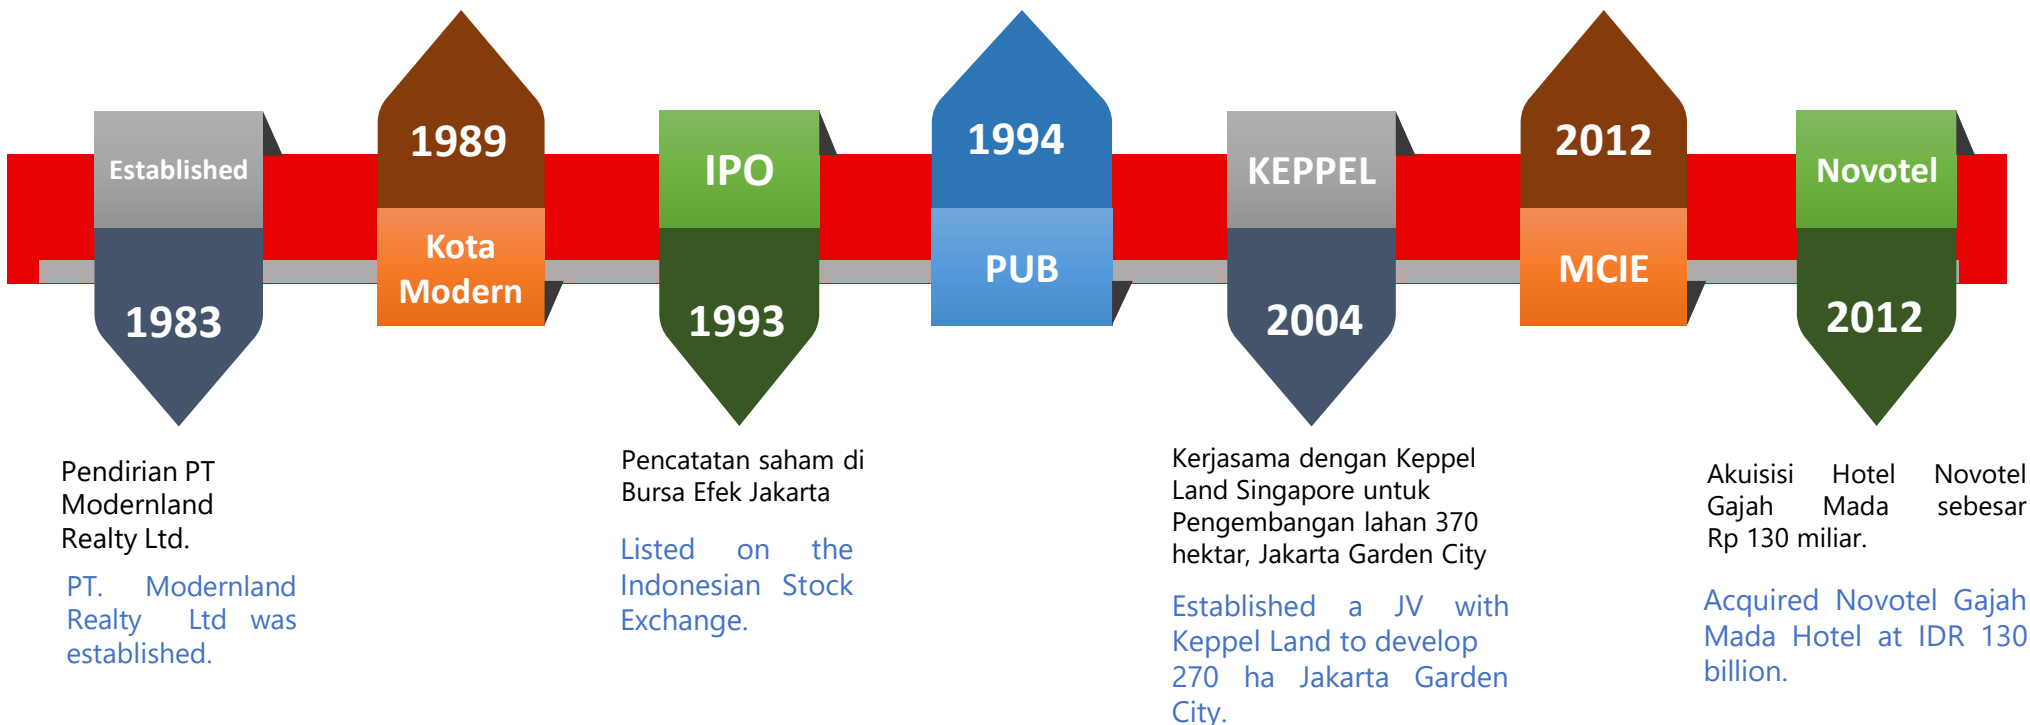 Established
1983
1989
Kota
Modern
IPO
1993
1994
PUB
KEPPEL
2004
2012
MCIE
Novotel
2012
Pendirian PT
Modernland
Realty Ltd.
PT. Modernland
Realty Ltd was
established.
Pencatatan saham di
Bursa Efek Jakarta
Listed on the
Indonesian Stock
Exchange.
Kerjasama dengan Keppel
Land Singapore untuk
Pengembangan lahan 370
hektar, Jakarta Garden City
Established a JV with
Keppel Land to develop
270 ha Jakarta Garden
City.
Akuisisi Hotel Novotel
Gajah Mada sebesar
Rp 130 miliar.
Acquired Novotel Gajah
Mada Hotel at IDR 130
billion.